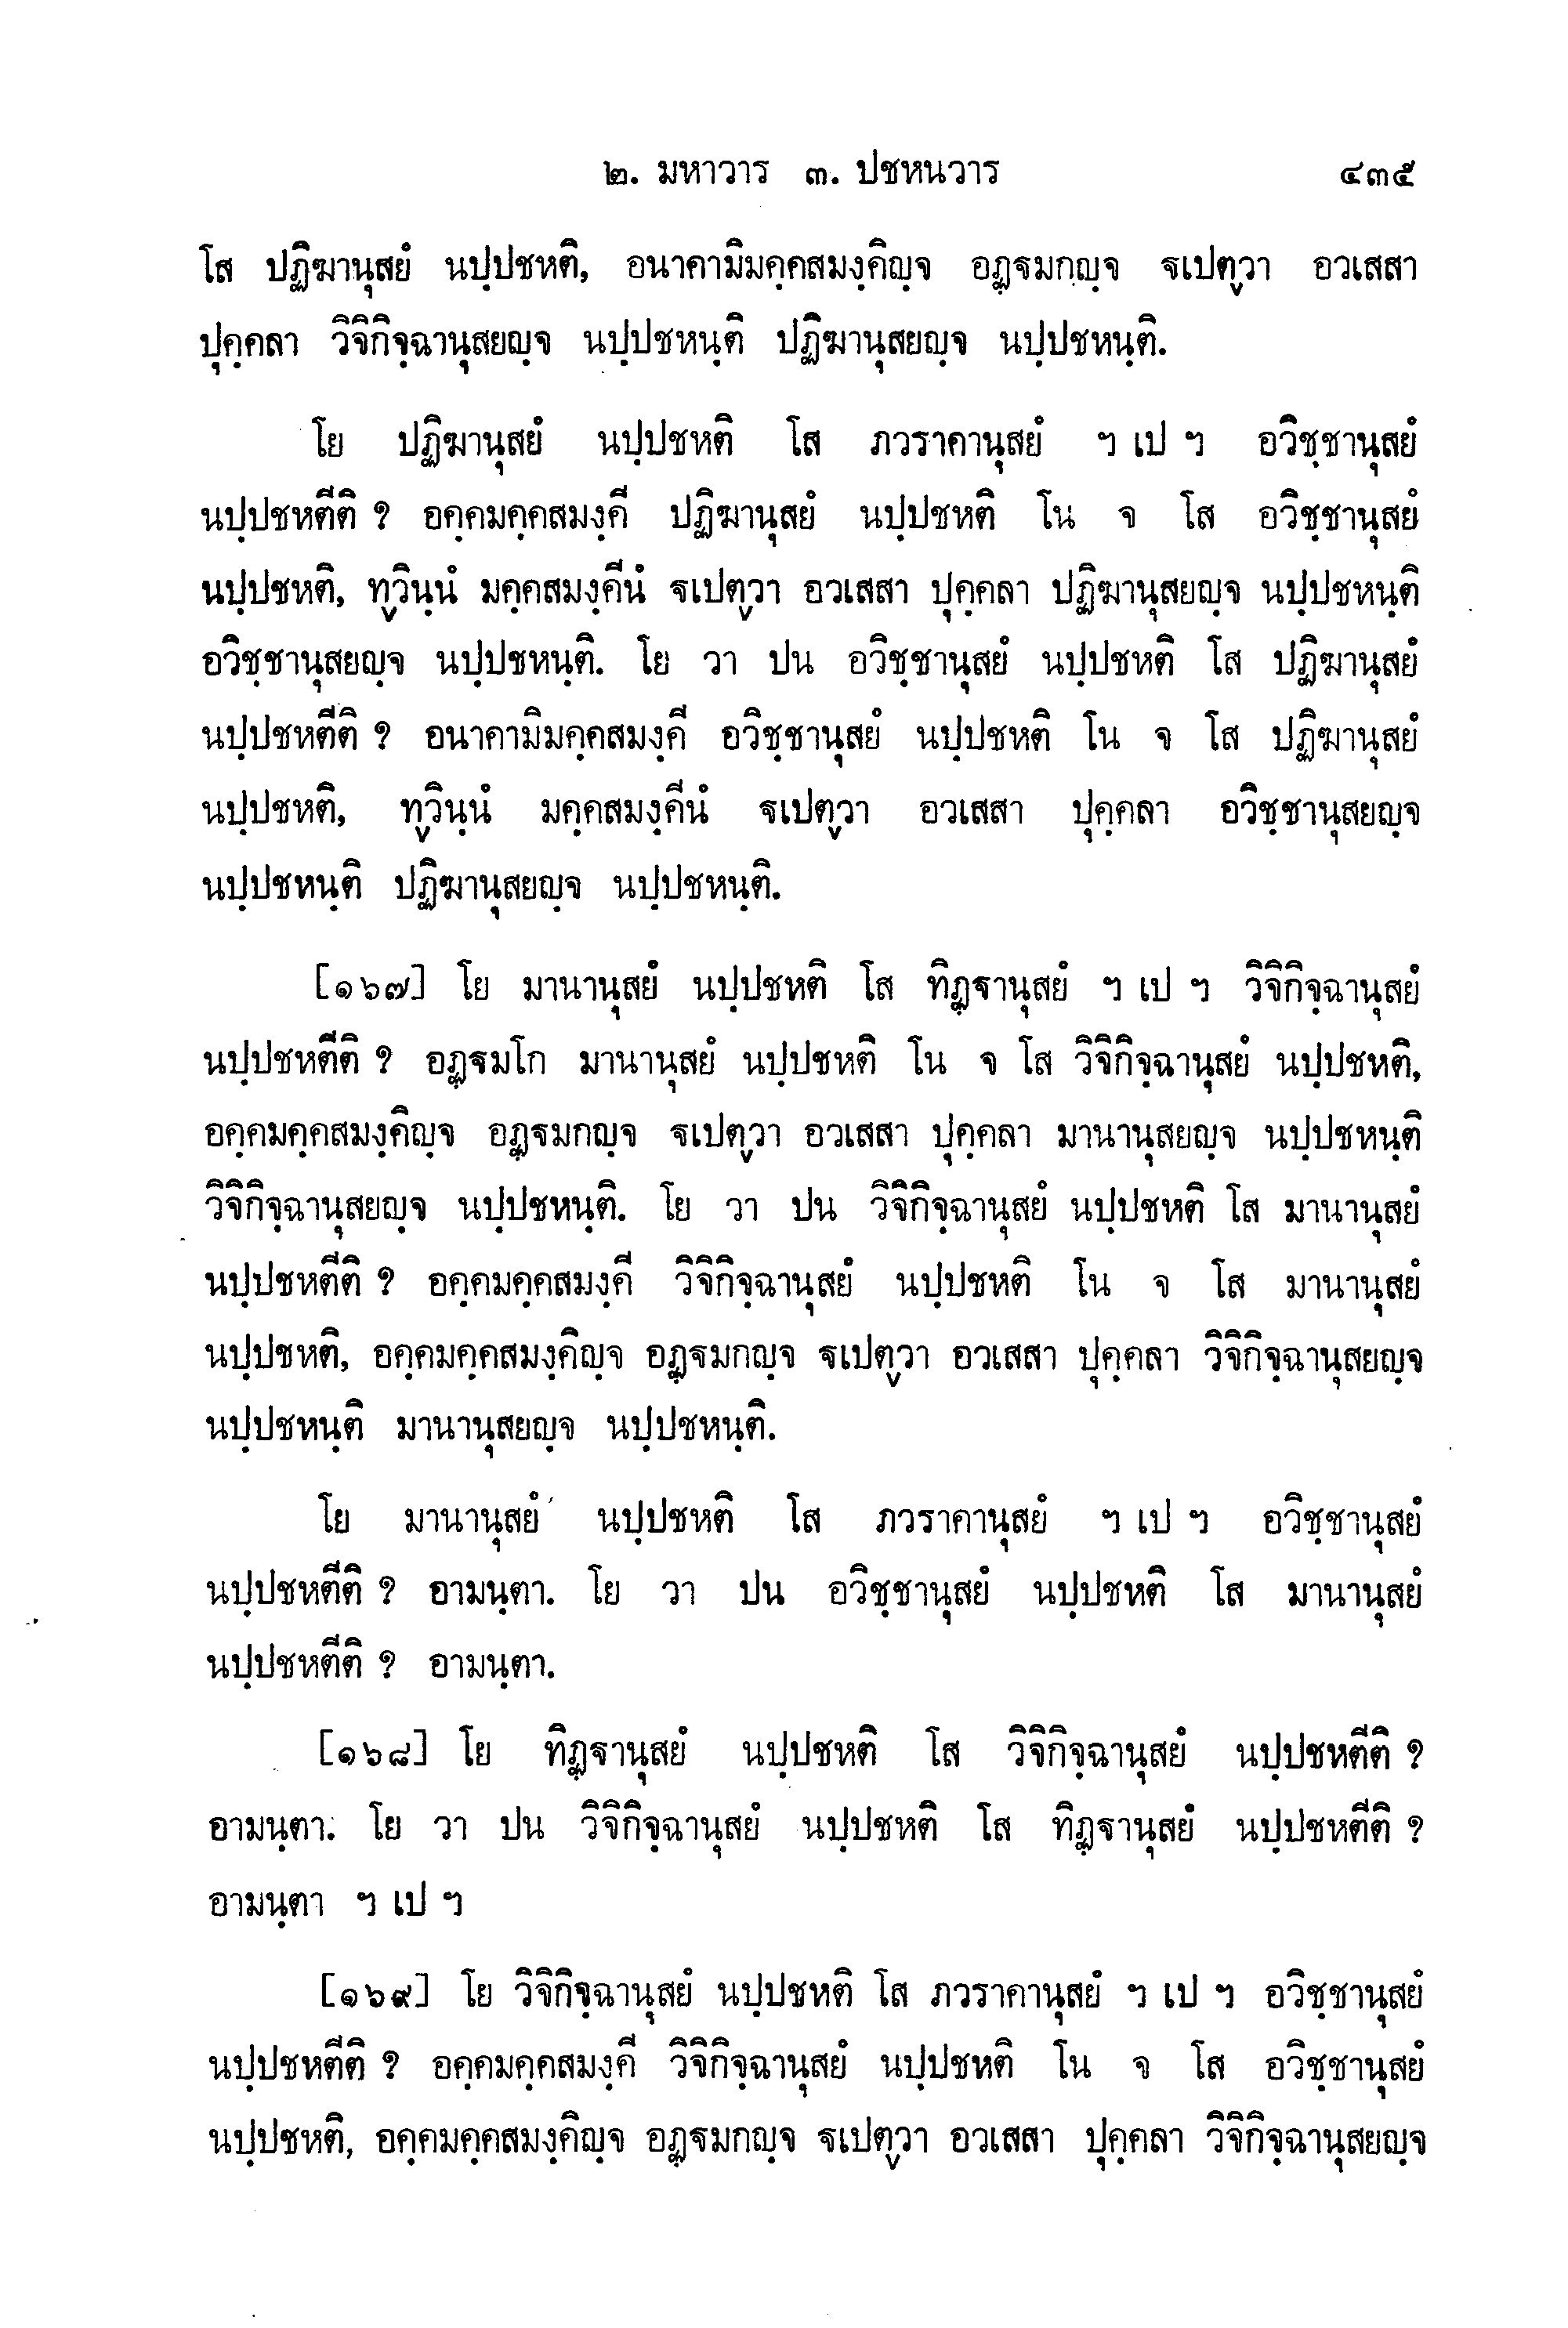 ๒. มหาวาร ๓. ปชหนวาร ๔๓๕
โส ปฏิฆานุสยํ นปฺปชหติ, อนาคามิมคฺคสมงฺคิญฺจ อฏฺฐมกญฺจ ฐเปตฺวา อวเสสา
ปุคฺคลา วิจิกิจฺฉานุสยญฺจ นปฺปชหนฺติ ปฏิฆานุสยญฺจ นปฺปชหนฺติ.
โย ปฏิฆานุสยํ นปฺปชหติ โส ภวราคานุสยํ ฯ เป ฯ อวิชฺชานุสยํ
นปฺปชหตีติ ? อคฺคมคฺคสมงฺคี ปฏิฆานุสยํ นปฺปชหติ โน จ โส อวิชฺชานุสยํ
นปฺปชหติ, ทฺวินฺนํ มคฺคสมงฺคีนํ ฐเปตฺวา อวเสสา ปุคฺคลา ปฏิฆานุสยญฺจ นปฺปชหนฺติ
อวิชฺชานุสยญฺจ นปฺปชหนฺติ. โย วา ปน อวิชฺชานุสยํ นปฺปชหติ โส ปฏิฆานุสยํ
นปฺปชหตีติ ? อนาคามิมคฺคสมงฺคี อวิชฺชานุสยํ นปฺปชหติ โน จ โส ปฏิฆานุสยํ
นปฺปชหติ, ทฺวินฺนํ มคฺคสมงฺคีนํ ฐเปตฺวา อวเสสา ปุคฺคลา อวิชฺชานุสยญฺจ
นปฺปชหนฺติ ปฏิฆานุสยญฺจ นปฺปชหนฺติ.
[๑๖๗] โย มานานุสยํ นปฺปชหติ โส ทิฏฺฐานุสยํ ฯ เป ฯ วิจิกิจฺฉานุสยํ
นปฺปชหตีติ ? อฏฺฐมโก มานานุสยํ นปฺปชหติ โน จ โส วิจิกิจฺฉานุสยํ นปฺปชหติ,
อคฺคมคฺคสมงฺคิญฺจ อฏฺฐมกญฺจ ฐเปตฺวา อวเสสา ปุคฺคลา มานานุสยญฺจ นปฺปชหนฺติ
วิจิกิจฺฉานุสยญฺจ นปฺปชหนฺติ. โย วา ปน วิจิกิจฺฉานุสยํ นปฺปชหติ โส มานานุสยํ
นปฺปชหตีติ ? อคฺคมคฺคสมงฺคี วิจิกิจฺฉานุสยํ นปฺปชหติ โน จ โส มานานุสยํ
นปฺปชหติ, อคฺคมคฺคสมงฺคิญฺจ อฏฺฐมกญฺจ ฐเปตฺวา อวเสสา ปุคฺคลา วิจิกิจฺฉานุสยญฺจ
นปฺปชหนฺติ มานานุสยญฺจ นปฺปชหนฺติ.
โย มานานุสยํ นปฺปชหติ โส ภวราคานุสยํ ฯ เป ฯ อวิชฺชานุสยํ
นปฺปชหตีติ ? อามนฺตา. โย วา ปน อวิชฺชานุสยํ นปฺปชหติ โส มานานุสยํ
นปฺปชหตีติ ? อามนฺตา.
[๑๖๘] โย ทิฏฺฐานุสยํ นปฺปชหติ โส วิจิกิจฺฉานุสยํ นปฺปชหตีติ ?
อามนฺตา. โย วา ปน วิจิกิจฺฉานุสยํ นปฺปชหติ โส ทิฏฺฐานุสยํ นปฺปชหตีติ ?
อามนฺตา ฯ เป ฯ
[๑๖๙] โย วิจิกิจฺฉานุสยํ นปฺปชหติ โส ภวราคานุสยํ ฯ เป ฯ อวิชฺชานุสยํ
นปฺปชหตีติ ? อคฺคมคฺคสมงฺคี วิจิกิจฺฉานุสยํ นปฺปชหติ โน จ โส อวิชฺชานุสยํ
นปฺปชหติ, อคฺคมคฺคสมงฺคิญฺจ อฏฺฐมกญฺจ ฐเปตฺวา อวเสสา ปุคฺคลา วิจิกิจฺฉานุสยญฺจ